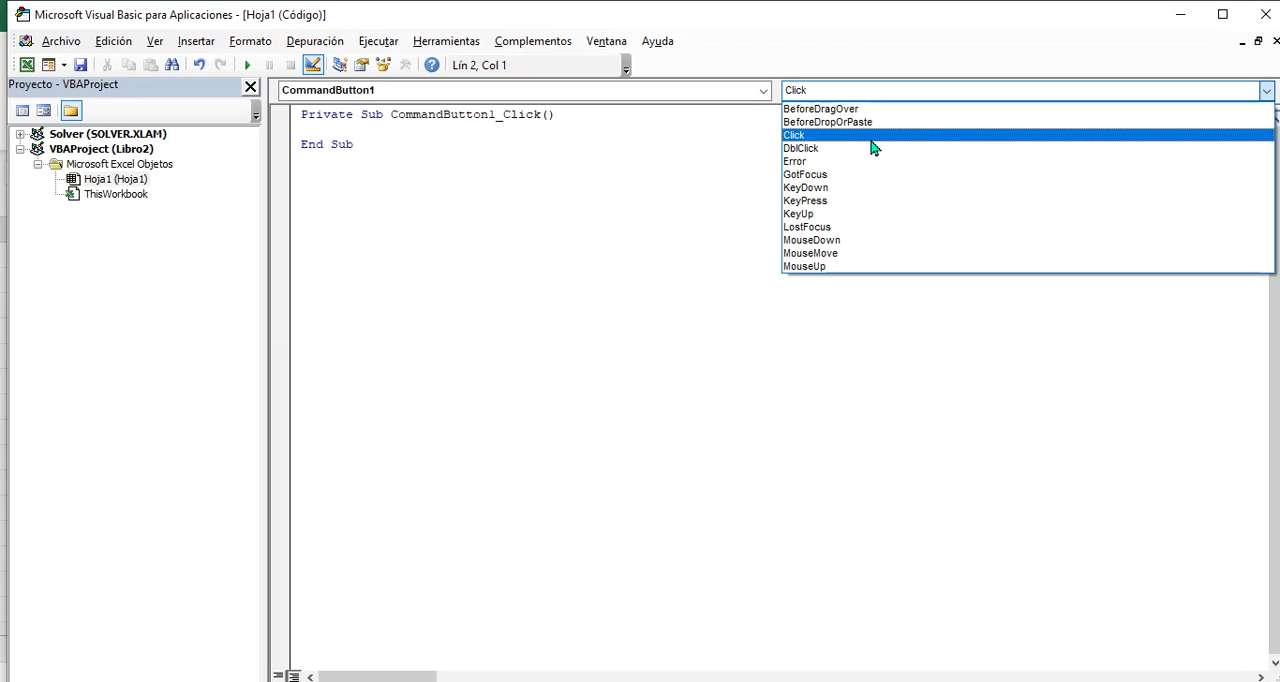 Microsoft Visual Basic para Aplicaciones - [Hoja1 (Código)]
Archivo Edición Ver Insertar Formato Depuración Ejecutar Herramientas Complementos Ventana Ayuda
Lín 2, Col 1
Proyecto - VBAProject
CommandButton1
Click
Solver (SOLVER.XLAM)
VBAProject (Libro2)
Microsoft Excel Objetos
Hoja1 (Hoja1)
ThisWorkbook
Private Sub CommandButton1_Click()
End Sub
BeforeDragOver
BeforeDropOrPaste
Click
DblClick
Error
GotFocus
KeyDown
KeyPress
KeyUp
LostFocus
MouseDown
MouseMove
MouseUp